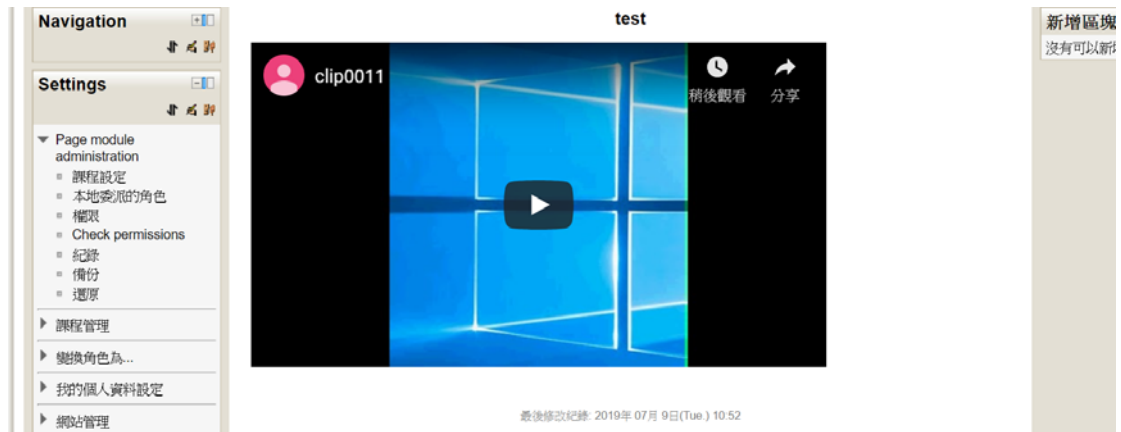 Navigation
Settings
Page module
administration
課程設定
本地委派的角色
權限
Check permissions
紀錄
備份
還原
課程管理
變換角色為...
我的個人資料設定
網站管理
test
clip0011
稍後觀看
分享
最後修改紀錄: 2019年 07月 9日(Tue.) 10:52
新增區塊
沒有可以新增